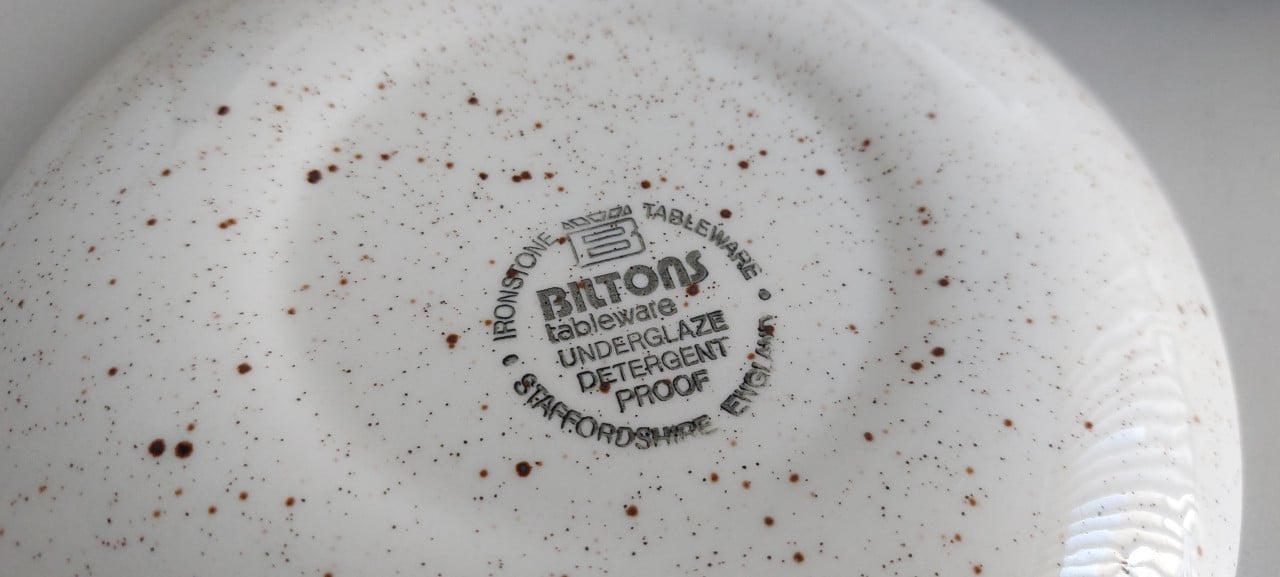 IRONSTONE TABLEWARE
B
BILTONS
tableware
UNDERGLAZE
DETERGENT
PROOF
STAFFORDSHIRE ENGLAND